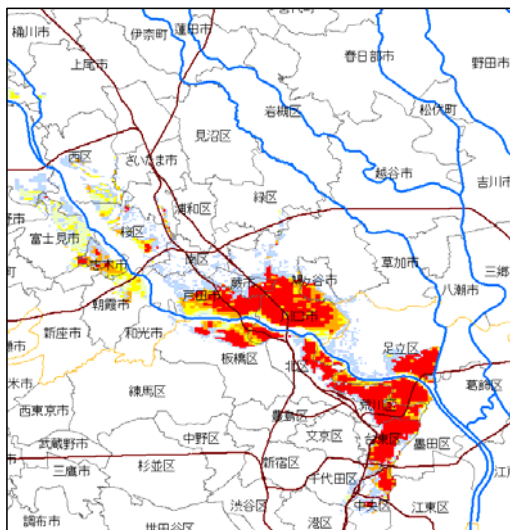 桶川市
伊奈町
蓮田市
春日部市
野田市
上尾市
岩槻区
松伏町
見沼区
西区
さいたま市
越谷市
吉川市
緑区
浦和区
桜区
富士見市
南区
草加市
三郷
志木市
蕨市
鳩ヶ谷市
八潮市
戸田市
川口市
朝霞市
新座市
和光市
足立区
板橋区
北区
葛飾区
練馬区
荒川区
西東京市
豊島区
文京区
台東区
墨田区
武蔵野市
中野区
三鷹市
杉並区
新宿区
千代田区
渋谷区
中央区
江東区
調布市
世田谷区
港区